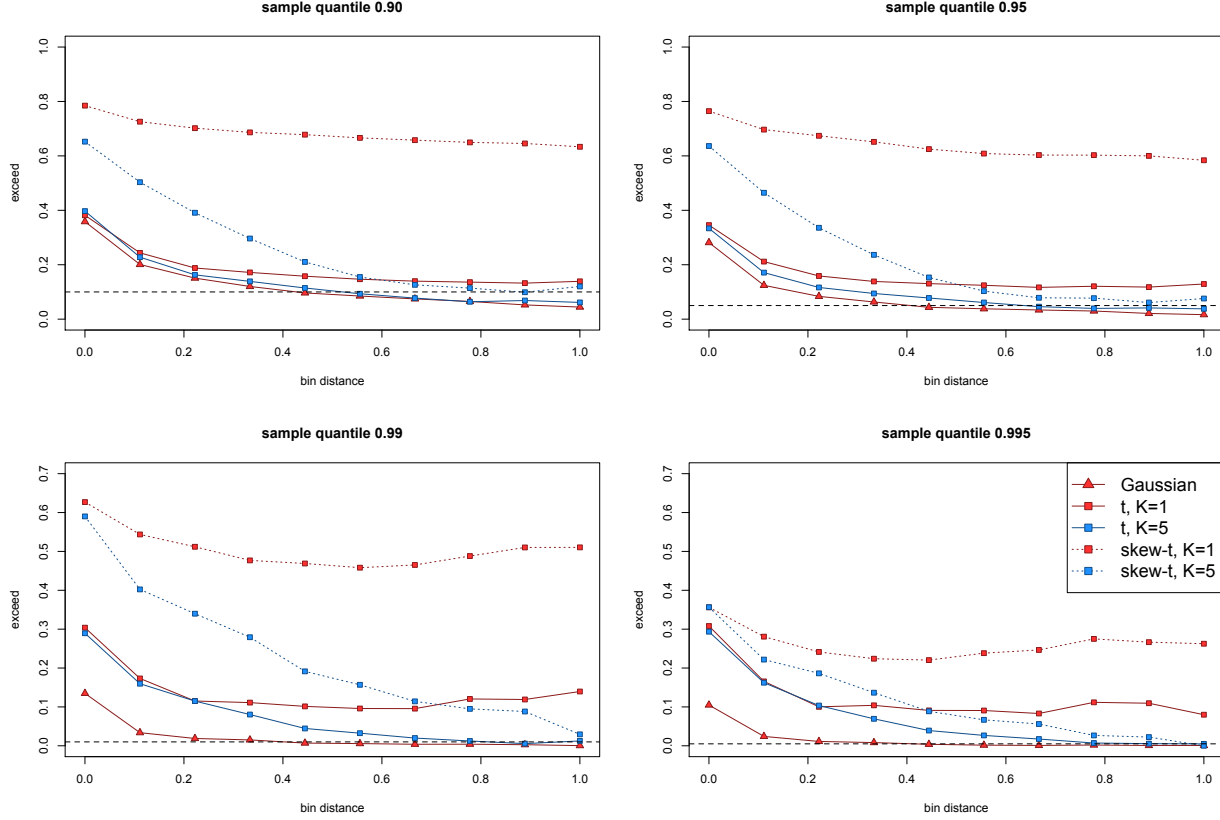 sample quantile 0.90
exceed
1.0
0.8
0.6
0.4
0.2
0.0
0.0 0.2 0.4 0.6 0.8 1.0
bin distance
sample quantile 0.95
exceed
1.0
0.8
0.6
0.4
0.2
0.0
0.0 0.2 0.4 0.6 0.8 1.0
bin distance
sample quantile 0.99
exceed
0.7
0.6
0.5
0.4
0.3
0.2
0.1
0.0
0.0 0.2 0.4 0.6 0.8 1.0
bin distance
sample quantile 0.995
exceed
0.7
0.6
0.5
0.4
0.3
0.2
0.1
0.0
0.0 0.2 0.4 0.6 0.8 1.0
bin distance
Gaussian
t, K=1
t, K=5
skew-t, K=1
skew-t, K=5